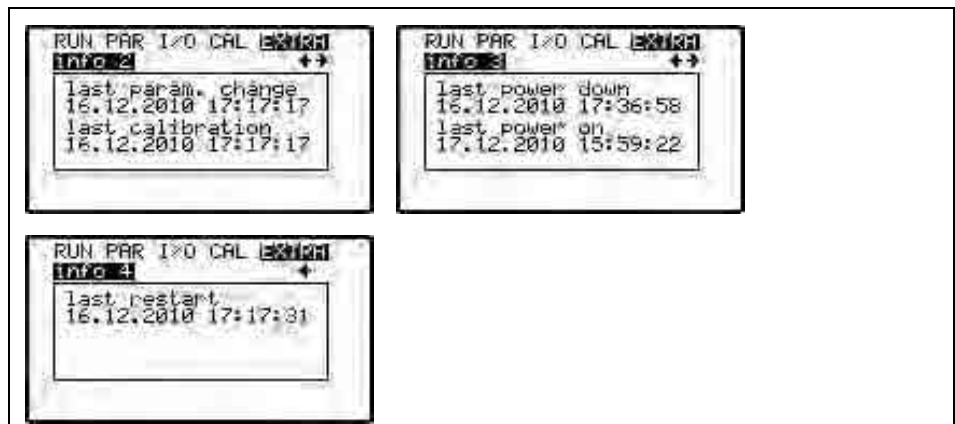 RUN PAR I/O CAL EXTRA
info 2
last param. change
16.12.2010 17:17:17
last calibration
16.12.2010 17:17:17
RUN PAR I/O CAL EXTRA
info 3
last power down
16.12.2010 17:36:58
last power on
17.12.2010 15:59:22
RUN PAR I/O CAL EXTRA
info 4
last restart
16.12.2010 17:17:31